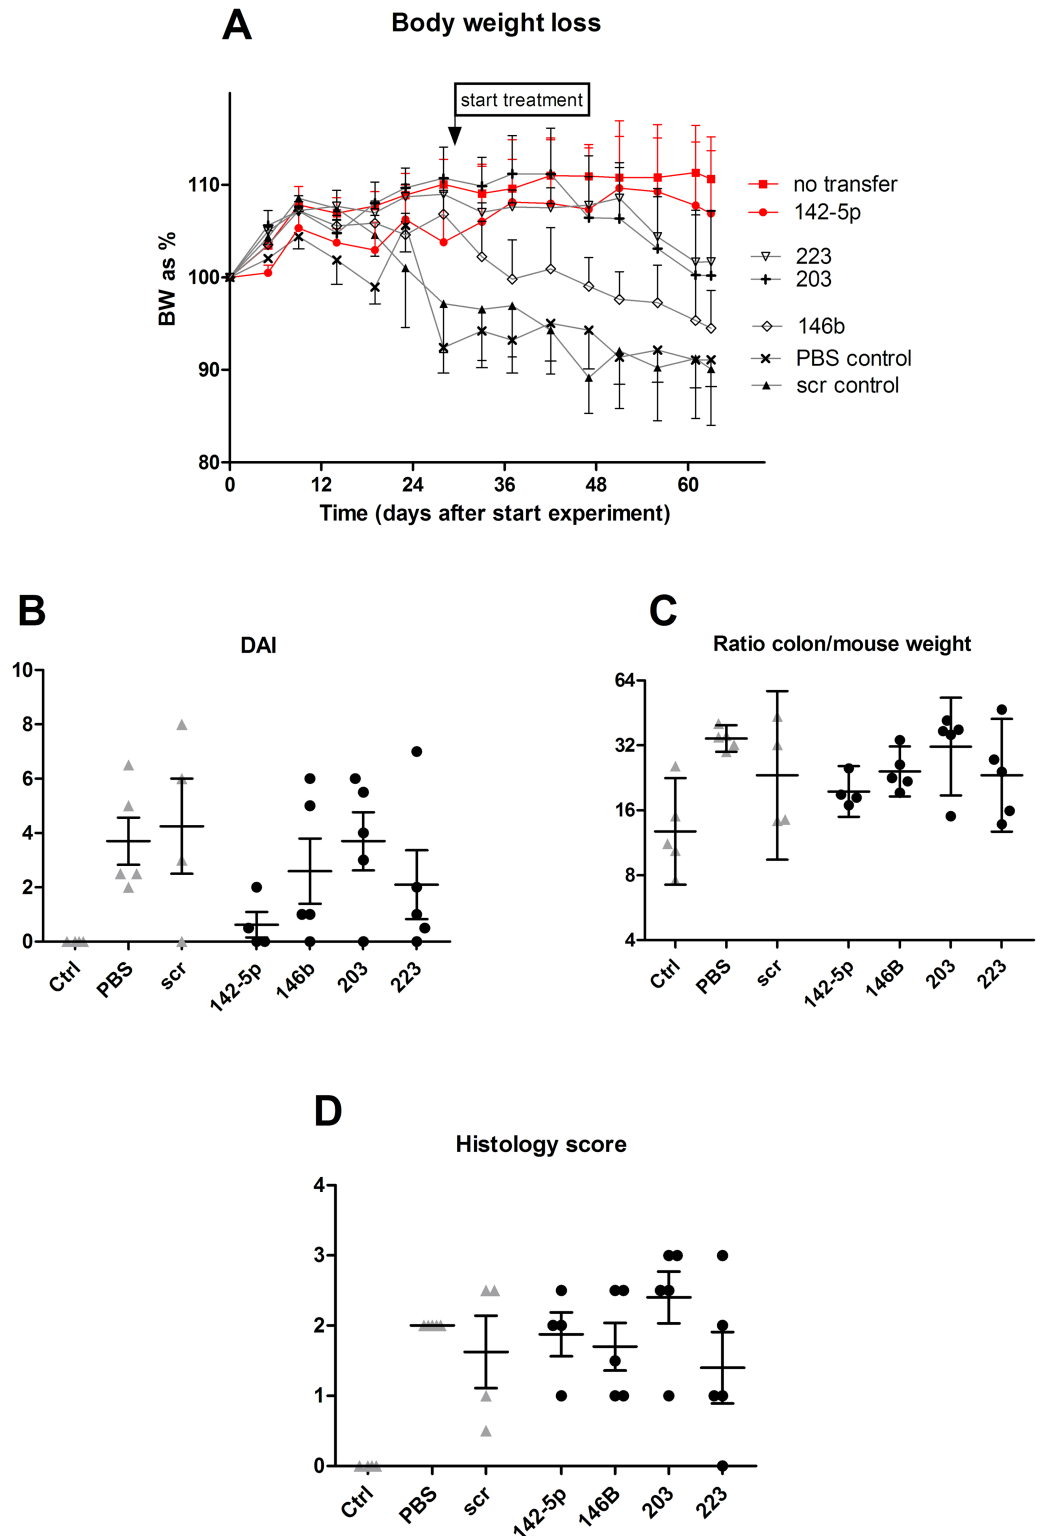 A
Body weight loss
start treatment
110
100
90
80
BW as %
0 12 24 36 48 60
Time (days after start experiment)
no transfer
142-5p
223
203
146b
PBS control
scr control
B
DAI
10
8
6
4
2
0
Ctrl PBS scr 142-5p 146b 203 223
C
Ratio colon/mouse weight
64
32
16
8
4
Ctrl PBS scr 142-5p 146B 203 223
D
Histology score
4
3
2
1
0
Ctrl PBS scr 142-5p 146B 203 223